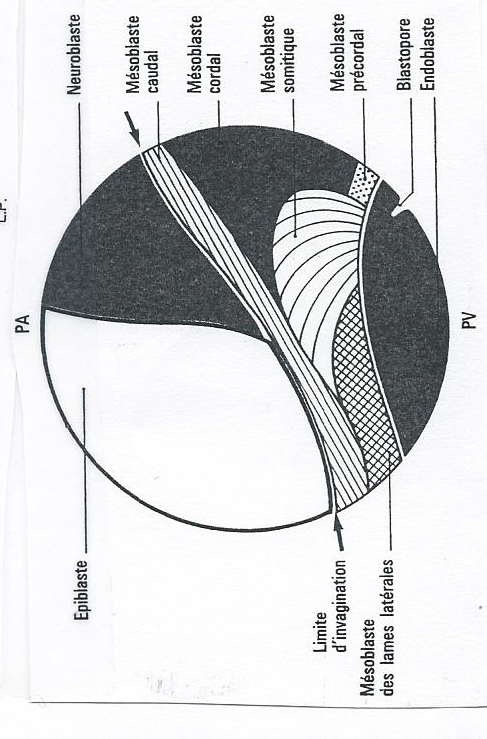 E.P.
PA
Neuroblaste
Mésoblaste
caudal
Mésoblaste
cordal
Mésoblaste
somitique
Mésoblaste
précordal
Blastopore
Endoblaste
Epiblaste
Limite
d'invagination
Mésoblaste
des lames latérales
PV